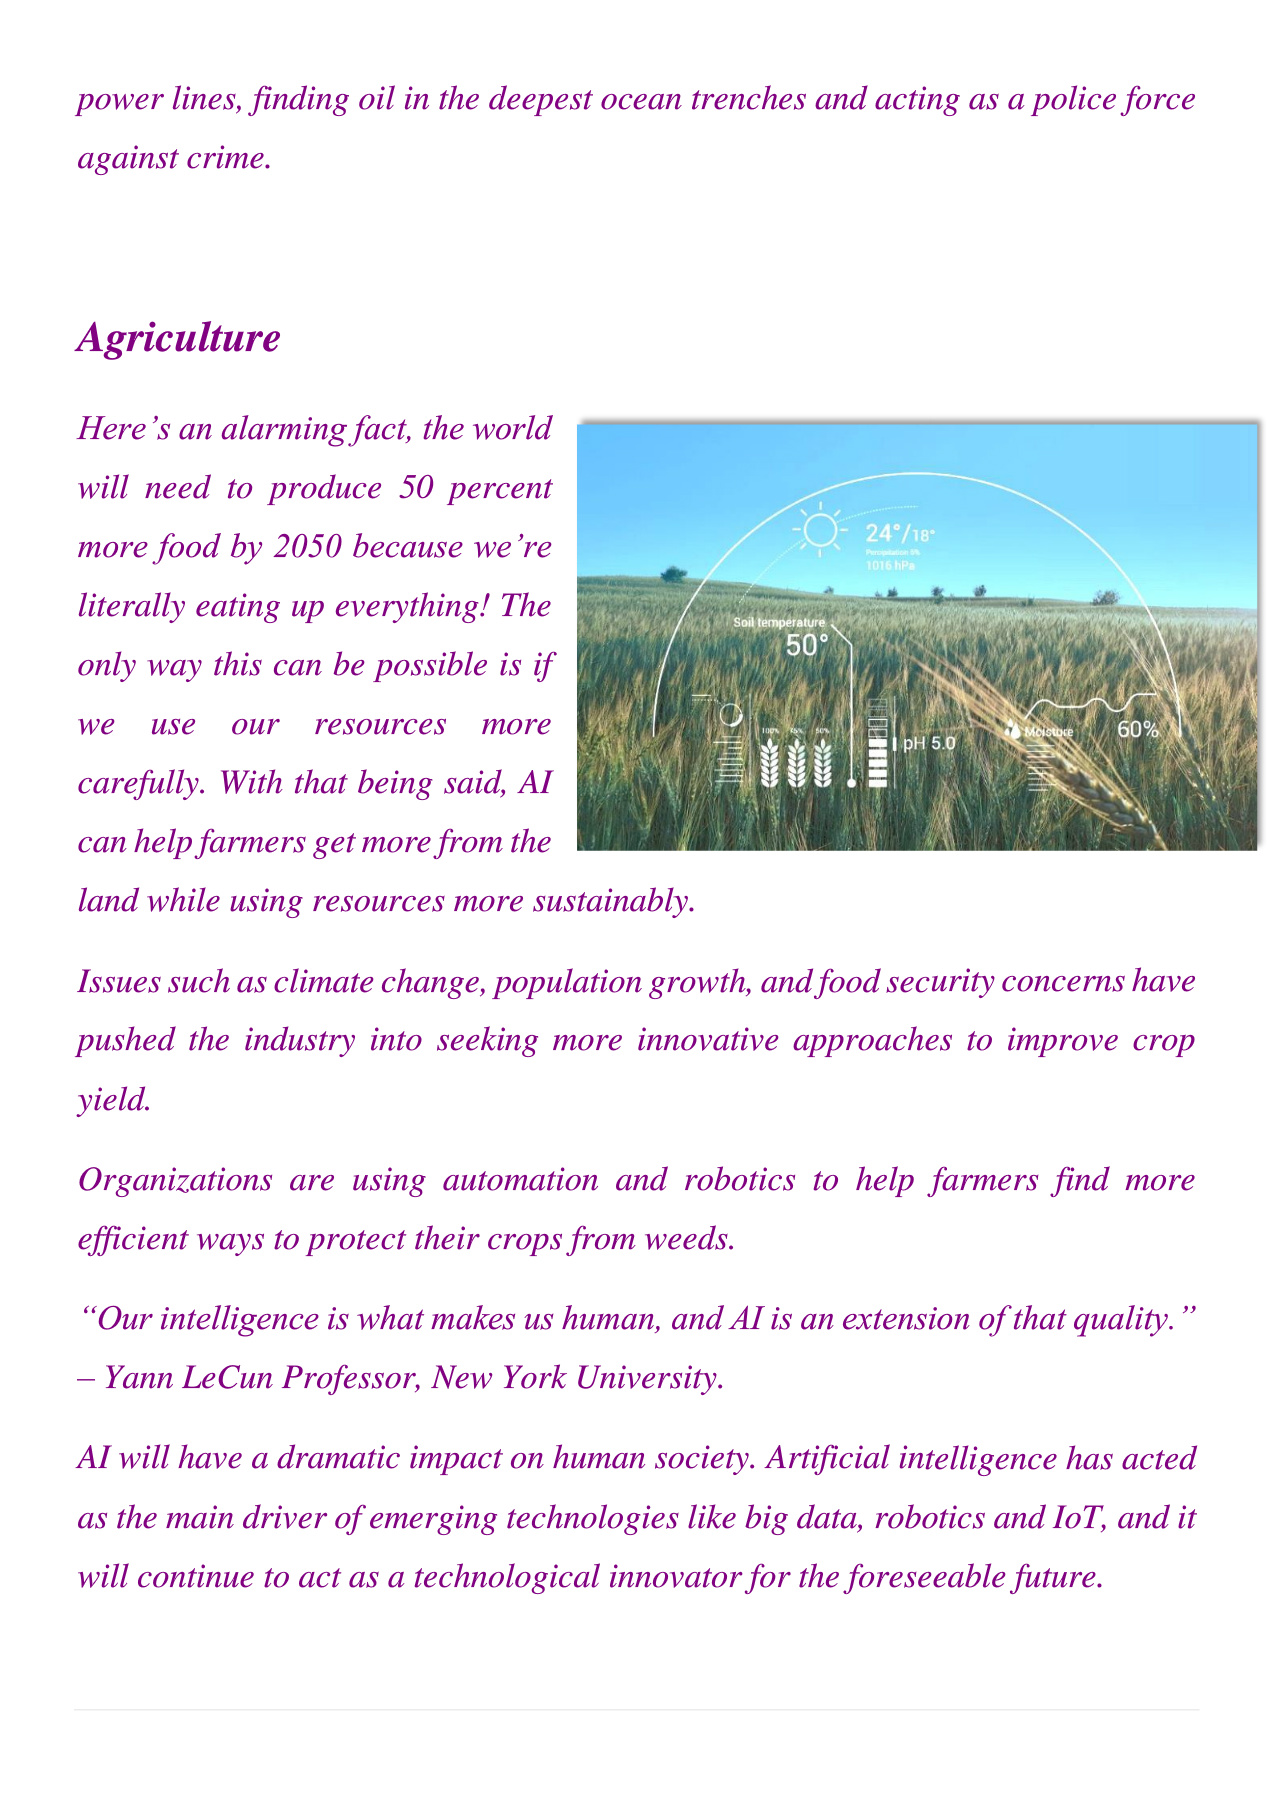 power lines, finding oil in the deepest ocean trenches and acting as a police force
against crime.
Agriculture
Here’s an alarming fact, the world
will need to produce 50 percent
more food by 2050 because we’re
literally eating up everything! The
only way this can be possible is if
we use our resources more
carefully. With that being said, AI
can help farmers get more from the
land while using resources more sustainably.
24°/18°
Percipitation 0%
1016 hPa
Soil temperature
50°
100% 75% 50%
pH 5.0
Moisture
60%
Issues such as climate change, population growth, and food security concerns have
pushed the industry into seeking more innovative approaches to improve crop
yield.
Organizations are using automation and robotics to help farmers find more
efficient ways to protect their crops from weeds.
“Our intelligence is what makes us human, and AI is an extension of that quality.”
– Yann LeCun Professor, New York University.
AI will have a dramatic impact on human society. Artificial intelligence has acted
as the main driver of emerging technologies like big data, robotics and IoT, and it
will continue to act as a technological innovator for the foreseeable future.